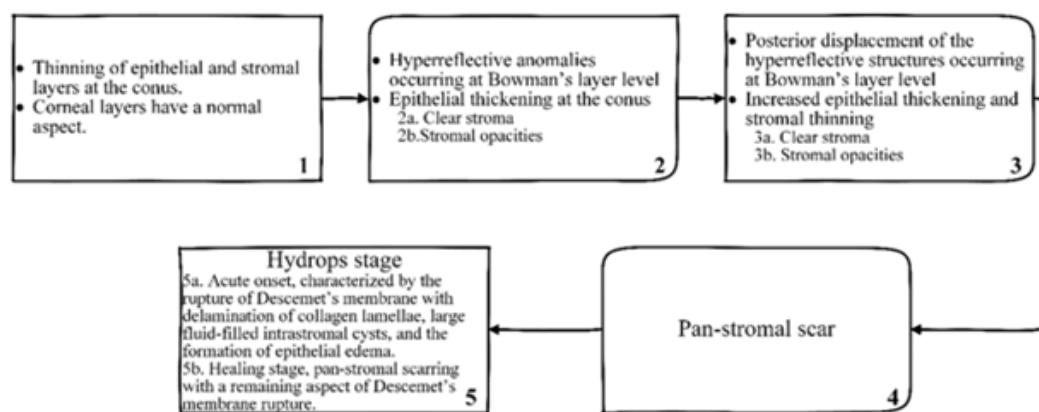 • Thinning of epithelial and stromal
layers at the conus.
• Corneal layers have a normal
aspect.
1
• Hyperreflective anomalies
occurring at Bowman's layer level
• Epithelial thickening at the conus
2a. Clear stroma
2b.Stromal opacities
2
• Posterior displacement of the
hyperreflective structures occurring
at Bowman's layer level
• Increased epithelial thickening and
stromal thinning
3a. Clear stroma
3b. Stromal opacities
3
Pan-stromal scar
4
Hydrops stage
5a. Acute onset, characterized by the
rupture of Descemet's membrane with
delamination of collagen lamellae, large
fluid-filled intrastromal cysts, and the
formation of epithelial edema.
5b. Healing stage, pan-stromal scarring
with a remaining aspect of Descemet's
membrane rupture.
5